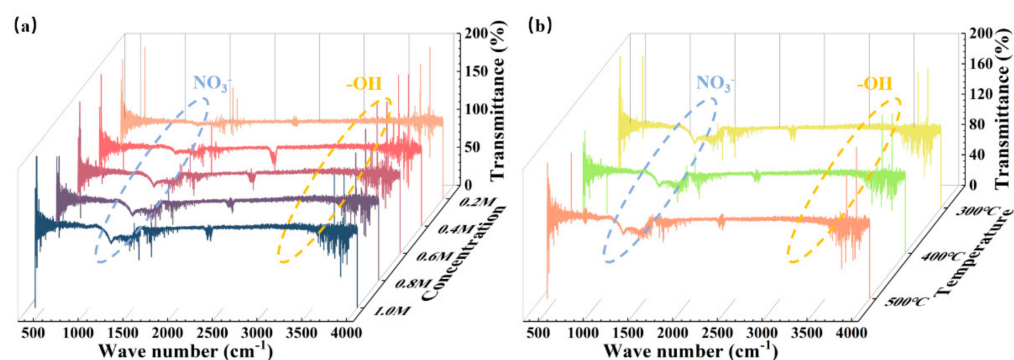 (a)
200
150
100
50
0
Transmittance (%)
NO₃⁻
-OH
0.2M
0.4M
0.6M
0.8M
1.0M
Concentration
500 1000 1500 2000 2500 3000 3500 4000
Wave number (cm⁻¹)
(b)
200
160
120
80
40
0
Transmittance (%)
NO₃⁻
-OH
300°C
400°C
500°C
Temperature
500 1000 1500 2000 2500 3000 3500 4000
Wave number (cm⁻¹)